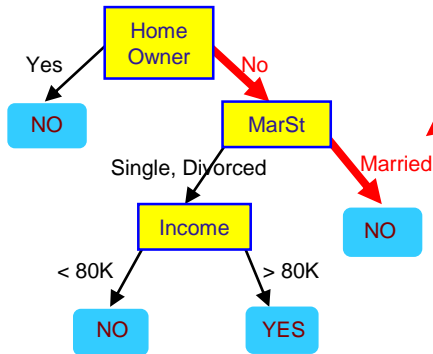 Home
Owner
Yes
No
NO
MarSt
Single, Divorced
Married
Income
NO
< 80K
> 80K
NO
YES